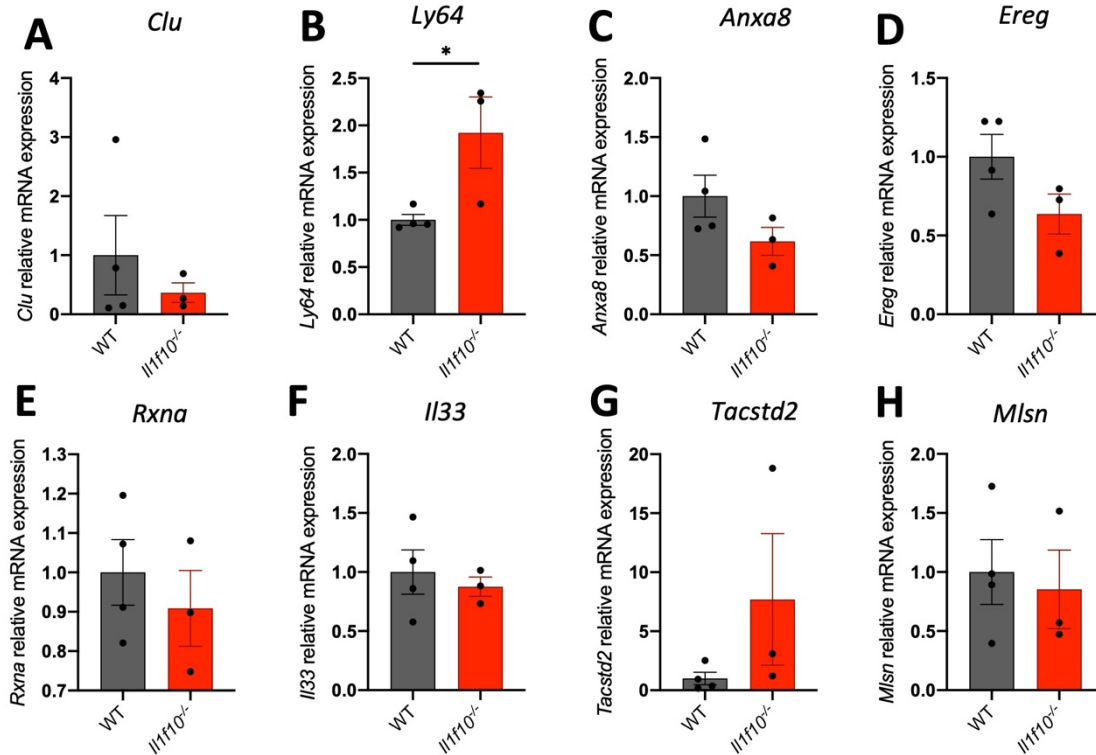 A
Clu
Clu relative mRNA expression
4
3
2
1
0
WT
Il1f10-/-
B
Ly64
*
Ly64 relative mRNA expression
2.5
2.0
1.5
1.0
0.5
0.0
WT
Il1f10-/-
C
Anxa8
Anxa8 relative mRNA expression
2.0
1.5
1.0
0.5
0.0
WT
Il1f10-/-
D
Ereg
Ereg relative mRNA expression
1.5
1.0
0.5
0.0
WT
Il1f10-/-
E
Rxna
Rxna relative mRNA expression
1.3
1.2
1.1
1.0
0.9
0.8
0.7
WT
Il1f10-/-
F
Il33
Il33 relative mRNA expression
2.0
1.5
1.0
0.5
0.0
WT
Il1f10-/-
G
Tacstd2
Tacstd2 relative mRNA expression
20
15
10
5
0
WT
Il1f10-/-
H
Mlsn
Mlsn relative mRNA expression
2.0
1.5
1.0
0.5
0.0
WT
Il1f10-/-